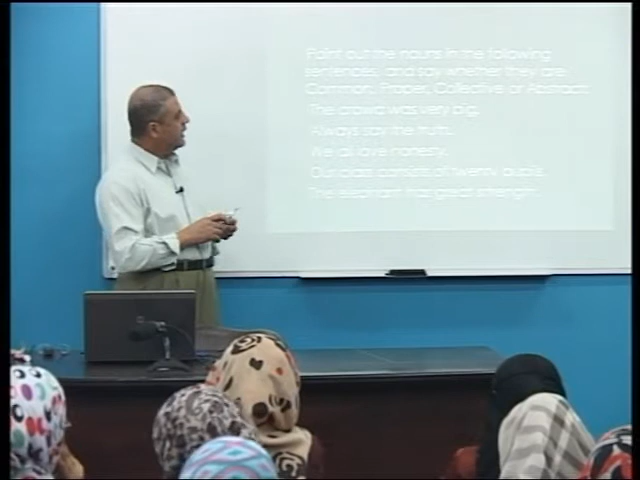 Point out the nouns in the following
sentences, and say whether they are
Common, Proper, Collective or Abstract:
The crowd was very big.
Always say the truth.
We all love honesty.
Our class consists of twenty pupils.
The elephant has great strength.